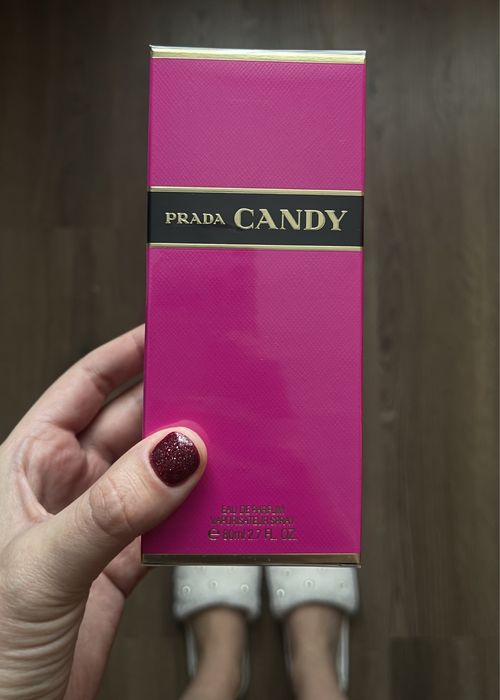 PRADA CANDY
EAU DE PARFUM
VAPORISATEUR SPRAY
℮ 80ml 2.7 FL. OZ.